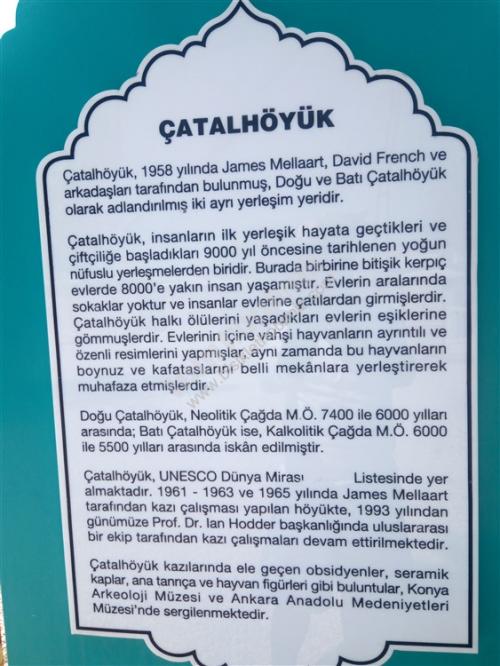 ÇATALHÖYÜK
Çatalhöyük, 1958 yılında James Mellaart, David French ve
arkadaşları tarafından bulunmuş, Doğu ve Batı Çatalhöyük
olarak adlandırılmış iki ayrı yerleşim yeridir.
Çatalhöyük, insanların ilk yerleşik hayata geçtikleri ve
çiftçiliğe başladıkları 9000 yıl öncesine tarihlenen yoğun
nüfuslu yerleşmelerden biridir. Burada birbirine bitişik kerpiç
evlerde 8000'e yakın insan yaşamıştır. Evlerin aralarında
sokaklar yoktur ve insanlar evlerine çatılardan girmişlerdir.
Çatalhöyük halkı ölülerini yaşadıkları evlerin eşiklerine
gömmüşlerdir. Evlerinin içine vahşi hayvanların ayrıntılı ve
özenli resimlerini yapmışlar, aynı zamanda bu hayvanların
boynuz ve kafataslarını belli mekânlara yerleştirerek
muhafaza etmişlerdir.
Doğu Çatalhöyük, Neolitik Çağda M.Ö. 7400 ile 6000 yılları
arasında; Batı Çatalhöyük ise, Kalkolitik Çağda M.Ö. 6000
ile 5500 yılları arasında iskân edilmiştir.
Çatalhöyük, UNESCO Dünya Mirası Listesinde yer
almaktadır. 1961 - 1963 ve 1965 yılında James Mellaart
tarafından kazı çalışması yapılan höyükte, 1993 yılından
günümüze Prof. Dr. Ian Hodder başkanlığında uluslararası
bir ekip tarafından kazı çalışmaları devam ettirilmektedir.
Çatalhöyük kazılarında ele geçen obsidyenler, seramik
kaplar, ana tanrıça ve hayvan figürleri gibi buluntular, Konya
Arkeoloji Müzesi ve Ankara Anadolu Medeniyetleri
Müzesi'nde sergilenmektedir.